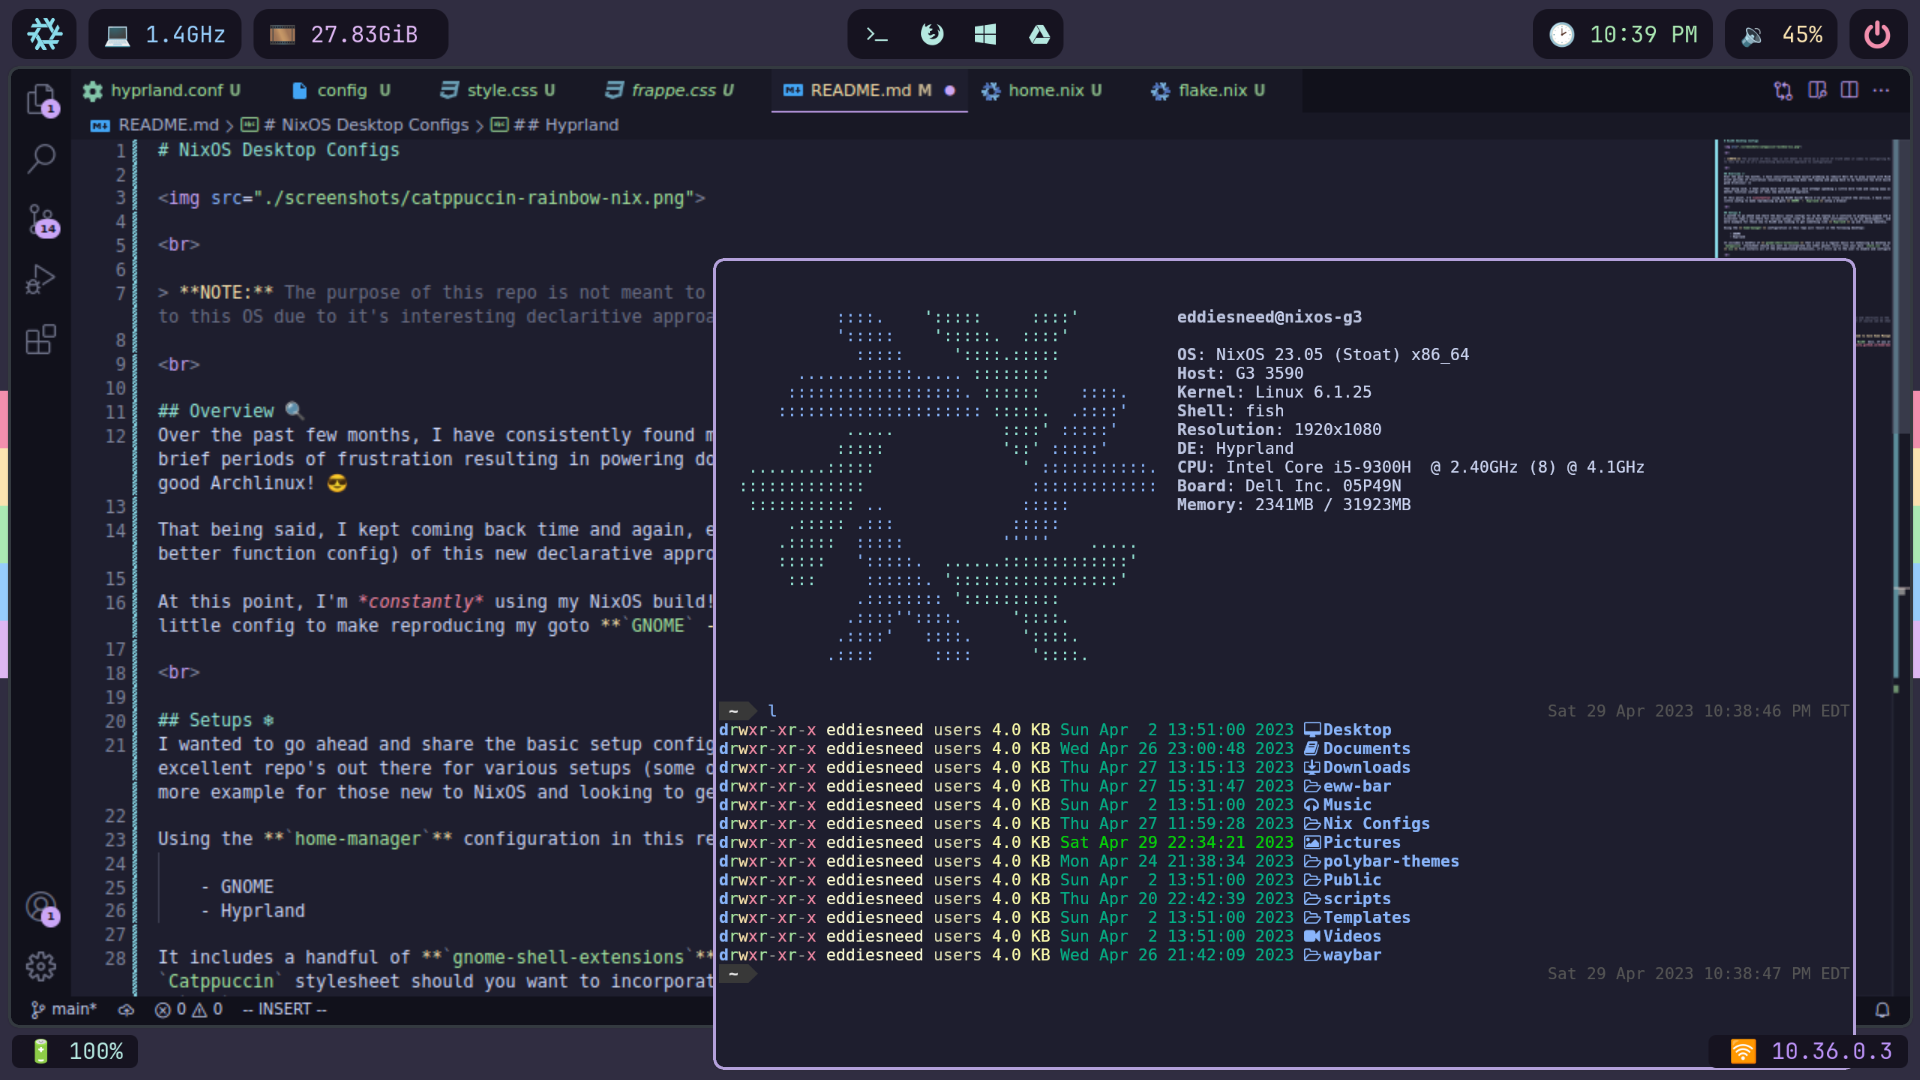 1.4GHz 27.83GiB 10:39 PM 45%
hyprland.conf U config U style.css U frappe.css U README.md M home.nix U flake.nix U
README.md > # NixOS Desktop Configs > ## Hyprland
1 # NixOS Desktop Configs
2
3 <img src="./screenshots/catppuccin-rainbow-nix.png">
4
5 <br>
6
7 > **NOTE:** The purpose of this repo is not meant to
to this OS due to it's interesting declaritive approa
8
9 <br>
10
11 ## Overview 🔍
12 Over the past few months, I have consistently found m
brief periods of frustration resulting in powering do
good Archlinux! 😎
13
14 That being said, I kept coming back time and again, e
better function config) of this new declarative appro
15
16 At this point, I'm *constantly* using my NixOS build!
little config to make reproducing my goto **`GNOME` -
17
18 <br>
19
20 ## Setups ❄
21 I wanted to go ahead and share the basic setup config
excellent repo's out there for various setups (some o
more example for those new to NixOS and looking to ge
22
23 Using the **`home-manager`** configuration in this re
24
25 - GNOME
26 - Hyprland
27
28 It includes a handful of **`gnome-shell-extensions`**
`Catppuccin` stylesheet should you want to incorporat
1
14
1
main* 0 0 -- INSERT --
eddiesneed@nixos-g3
OS: NixOS 23.05 (Stoat) x86_64
Host: G3 3590
Kernel: Linux 6.1.25
Shell: fish
Resolution: 1920x1080
DE: Hyprland
CPU: Intel Core i5-9300H  @ 2.40GHz (8) @ 4.1GHz
Board: Dell Inc. 05P49N
Memory: 2341MB / 31923MB
~ l Sat 29 Apr 2023 10:38:46 PM EDT
drwxr-xr-x eddiesneed users 4.0 KB Sun Apr  2 13:51:00 2023 Desktop
drwxr-xr-x eddiesneed users 4.0 KB Wed Apr 26 23:00:48 2023 Documents
drwxr-xr-x eddiesneed users 4.0 KB Thu Apr 27 13:15:13 2023 Downloads
drwxr-xr-x eddiesneed users 4.0 KB Thu Apr 27 15:31:47 2023 eww-bar
drwxr-xr-x eddiesneed users 4.0 KB Sun Apr  2 13:51:00 2023 Music
drwxr-xr-x eddiesneed users 4.0 KB Thu Apr 27 11:59:28 2023 Nix Configs
drwxr-xr-x eddiesneed users 4.0 KB Sat Apr 29 22:34:21 2023 Pictures
drwxr-xr-x eddiesneed users 4.0 KB Mon Apr 24 21:38:34 2023 polybar-themes
drwxr-xr-x eddiesneed users 4.0 KB Sun Apr  2 13:51:00 2023 Public
drwxr-xr-x eddiesneed users 4.0 KB Thu Apr 20 22:42:39 2023 scripts
drwxr-xr-x eddiesneed users 4.0 KB Sun Apr  2 13:51:00 2023 Templates
drwxr-xr-x eddiesneed users 4.0 KB Sun Apr  2 13:51:00 2023 Videos
drwxr-xr-x eddiesneed users 4.0 KB Wed Apr 26 21:42:09 2023 waybar
~ Sat 29 Apr 2023 10:38:47 PM EDT
100% 10.36.0.3